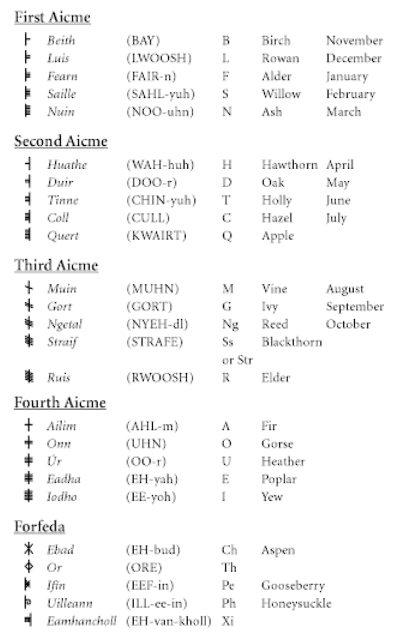 First Aicme
Beith (BAY) B Birch November
Luis (LWOOSH) L Rowan December
Fearn (FAIR-n) F Alder January
Saille (SAHL-yuh) S Willow February
Nuin (NOO-uhn) N Ash March
Second Aicme
Huathe (WAH-huh) H Hawthorn April
Duir (DOO-r) D Oak May
Tinne (CHIN-yuh) T Holly June
Coll (CULL) C Hazel July
Quert (KWAIRT) Q Apple
Third Aicme
Muin (MUHN) M Vine August
Gort (GORT) G Ivy September
Ngetal (NYEH-dl) Ng Reed October
Straif (STRAFE) Ss Blackthorn
or Str
Ruis (RWOOSH) R Elder
Fourth Aicme
Ailim (AHL-m) A Fir
Onn (UHN) O Gorse
Úr (OO-r) U Heather
Eadha (EH-yah) E Poplar
Iodho (EE-yoh) I Yew
Forfeda
Ebad (EH-bud) Ch Aspen
Or (ORE) Th
Ifin (EEF-in) Pe Gooseberry
Uilleann (ILL-ee-in) Ph Honeysuckle
Eamhancholl (EH-van-kholl) Xi